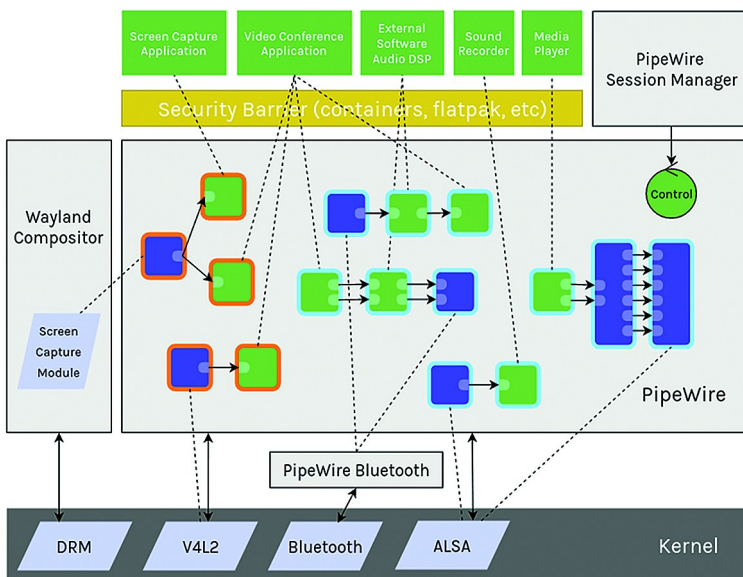 Screen Capture
Application
Video Conference
Application
External
Software
Audio DSP
Sound
Recorder
Media
Player
PipeWire
Session Manager
Security Barrier (containers, flatpak, etc)
Wayland
Compositor
Control
Screen
Capture
Module
PipeWire
PipeWire Bluetooth
DRM
V4L2
Bluetooth
ALSA
Kernel